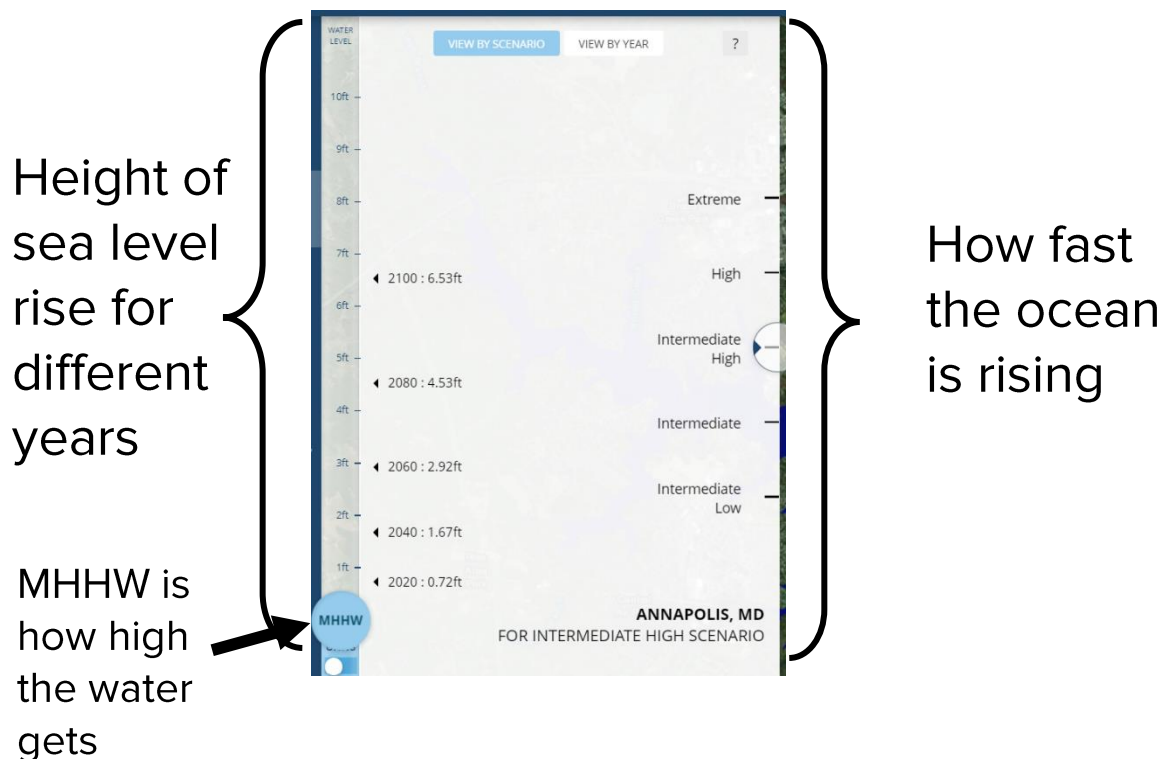 Height of
sea level
rise for
different
years
MHHW is
how high
the water
gets
WATER
LEVEL
10ft
9ft
8ft
7ft
6ft
5ft
4ft
3ft
2ft
1ft
MHHW
VIEW BY SCENARIO
VIEW BY YEAR
?
2100 : 6.53ft
2080 : 4.53ft
2060 : 2.92ft
2040 : 1.67ft
2020 : 0.72ft
Extreme
High
Intermediate
High
Intermediate
Intermediate
Low
ANNAPOLIS, MD
FOR INTERMEDIATE HIGH SCENARIO
How fast
the ocean
is rising